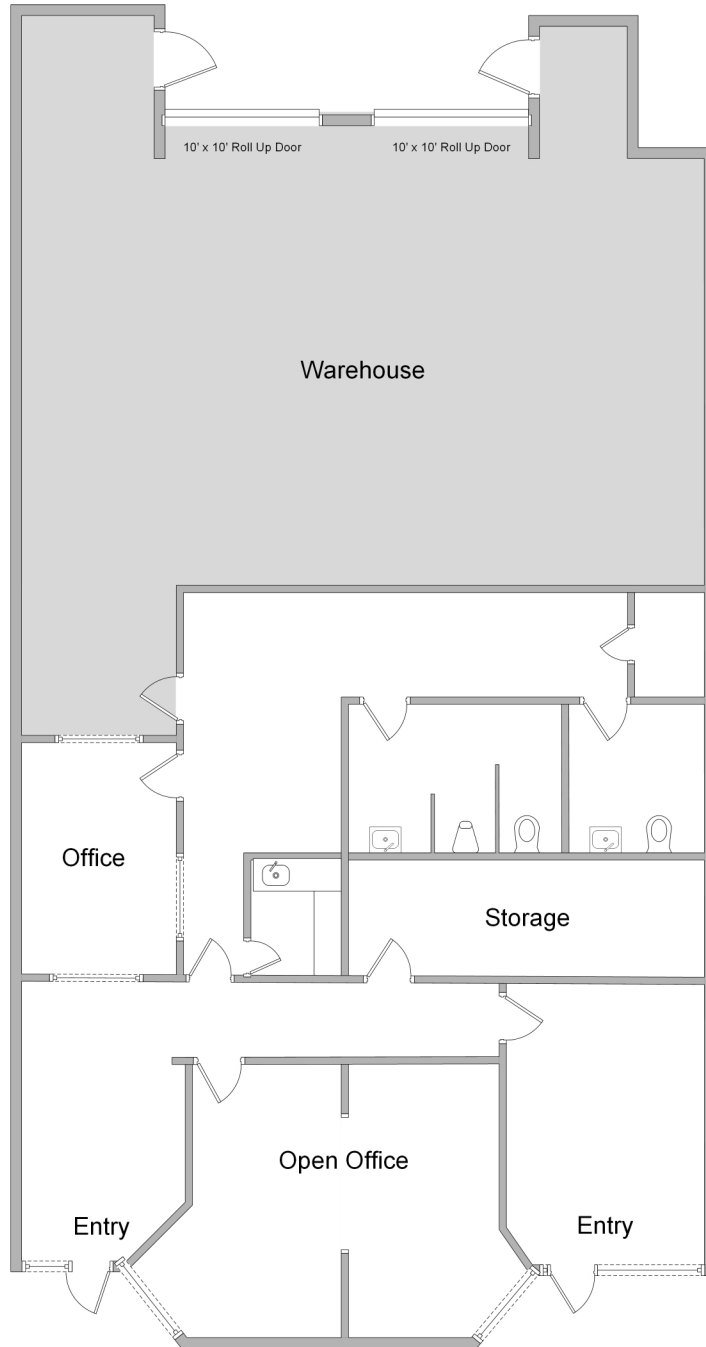 10' x 10' Roll Up Door
10' x 10' Roll Up Door
Warehouse
Office
Storage
Open Office
Entry
Entry